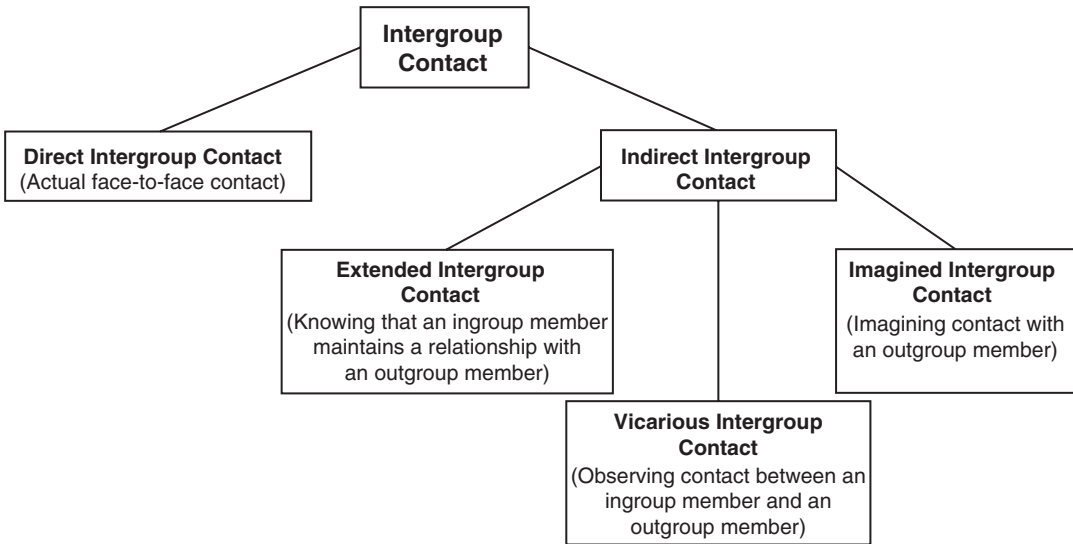 Intergroup
Contact
Direct Intergroup Contact
(Actual face-to-face contact)
Indirect Intergroup
Contact
Extended Intergroup
Contact
(Knowing that an ingroup member
maintains a relationship with
an outgroup member)
Imagined Intergroup
Contact
(Imagining contact with
an outgroup member)
Vicarious Intergroup
Contact
(Observing contact between an
ingroup member and an
outgroup member)